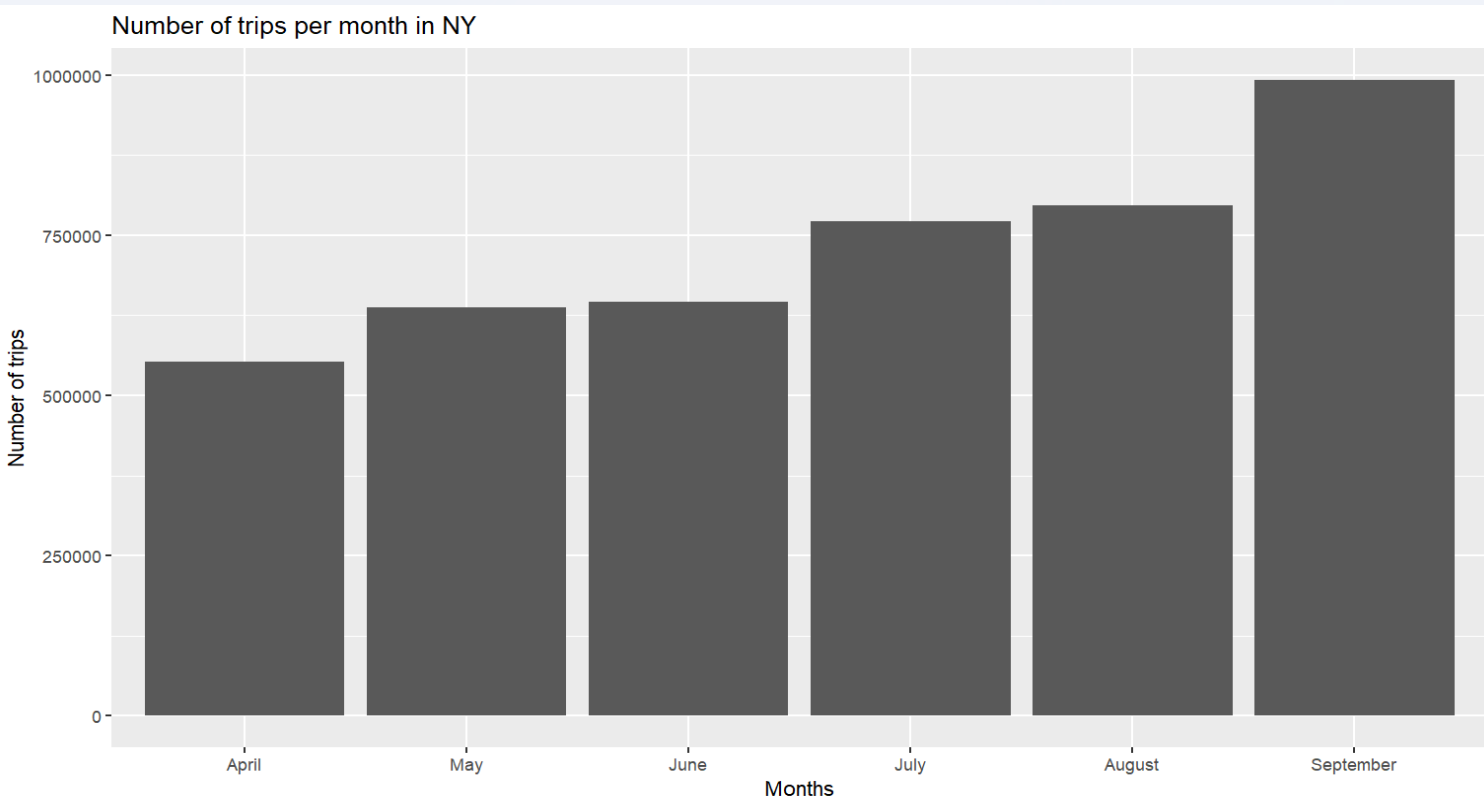 Number of trips per month in NY
1000000
750000
500000
250000
0
Number of trips
April May June July August September
Months